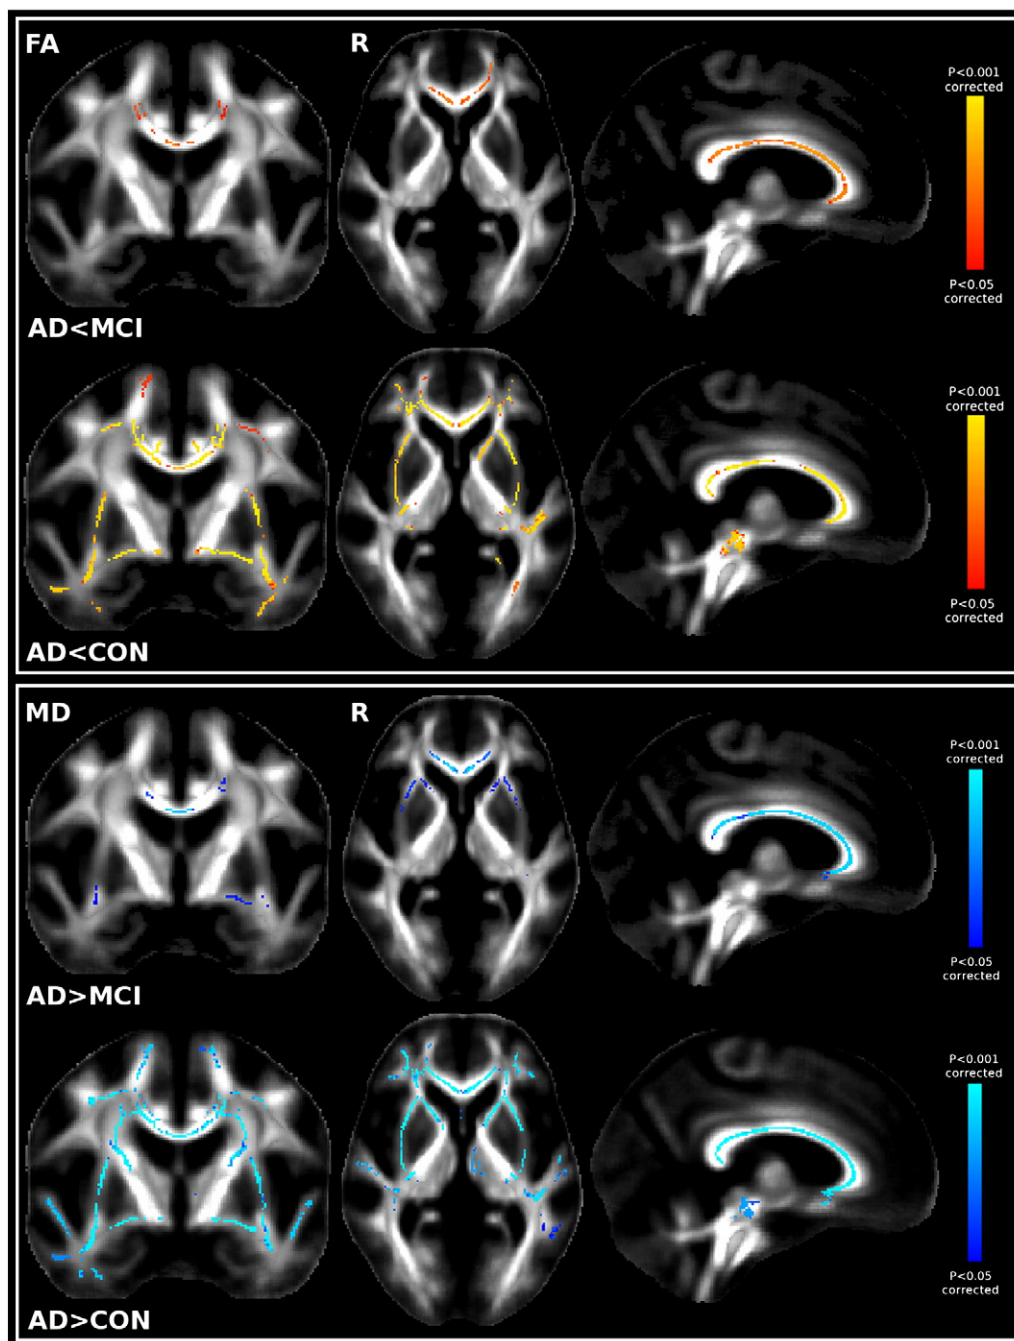 FA
R
P<0.001
corrected
P<0.05
corrected
AD<MCI
P<0.001
corrected
P<0.05
corrected
AD<CON
MD
R
P<0.001
corrected
P<0.05
corrected
AD>MCI
P<0.001
corrected
P<0.05
corrected
AD>CON